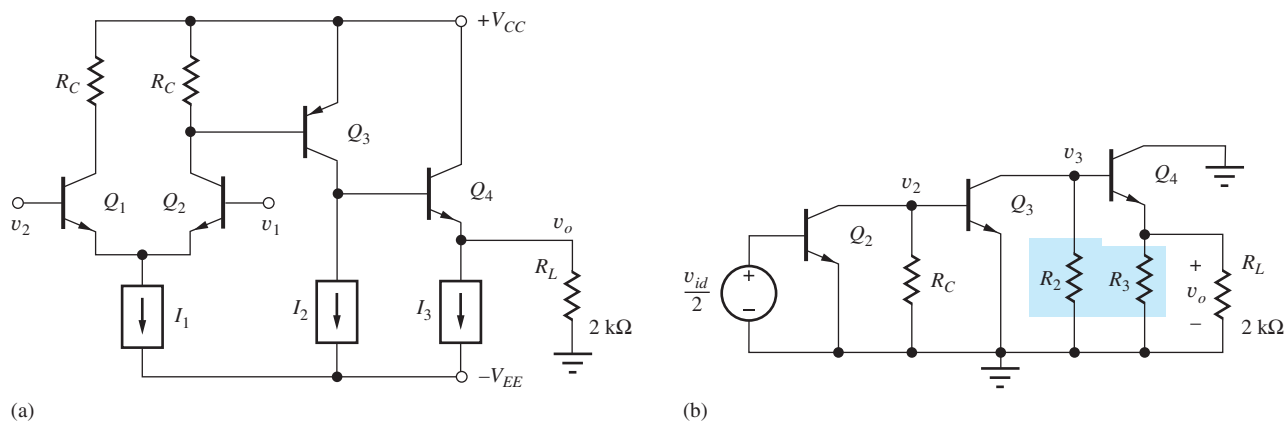 +V_CC
R_C
R_C
Q_3
Q_1
Q_2
Q_4
v_2
v_1
v_o
R_L
I_1
I_2
I_3
2 kΩ
−V_EE
(a)
v_3
Q_4
v_2
Q_3
Q_2
v_id
2
+
−
R_C
R_2
R_3
+
v_o
−
R_L
2 kΩ
(b)